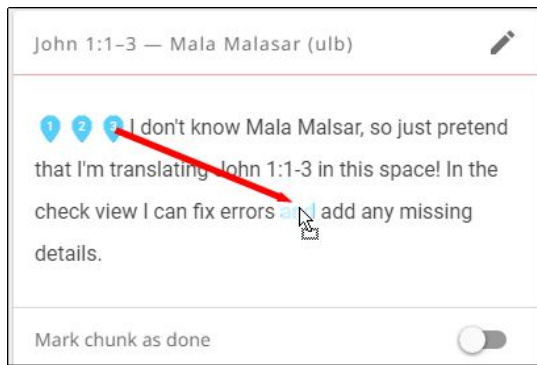 John 1:1–3 — Mala Malasar (ulb)
1 2 3 I don't know Mala Malsar, so just pretend
that I'm translating John 1:1-3 in this space! In the
check view I can fix errors and add any missing
details.
Mark chunk as done